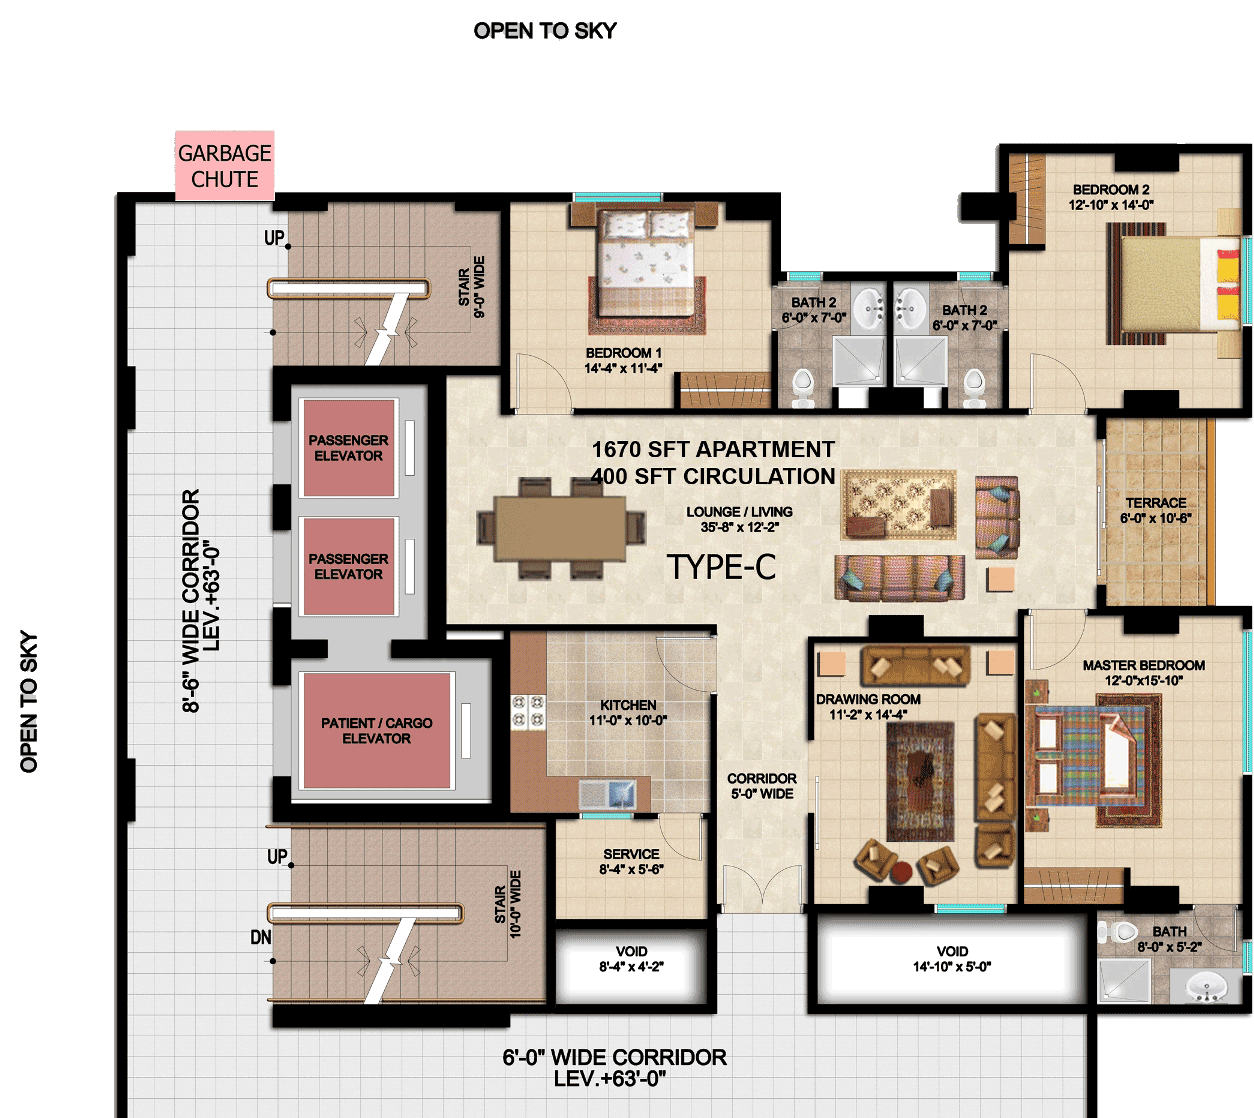 OPEN TO SKY
GARBAGE
CHUTE
UP
STAIR
9'-0" WIDE
BEDROOM 1
14'-4" x 11'-4"
BATH 2
6'-0" x 7'-0"
BATH 2
6'-0" x 7'-0"
BEDROOM 2
12'-10" x 14'-0"
PASSENGER
ELEVATOR
PASSENGER
ELEVATOR
PATIENT / CARGO
ELEVATOR
8'-6" WIDE CORRIDOR
LEV.+63'-0"
OPEN TO SKY
1670 SFT APARTMENT
400 SFT CIRCULATION
LOUNGE / LIVING
35'-8" x 12'-2"
TYPE-C
TERRACE
6'-0" x 10'-6"
KITCHEN
11'-0" x 10'-0"
DRAWING ROOM
11'-2" x 14'-4"
MASTER BEDROOM
12'-0"x15'-10"
CORRIDOR
5'-0" WIDE
UP
DN
STAIR
10'-0" WIDE
SERVICE
8'-4" x 5'-6"
VOID
8'-4" x 4'-2"
VOID
14'-10" x 5'-0"
BATH
8'-0" x 5'-2"
6'-0" WIDE CORRIDOR
LEV.+63'-0"